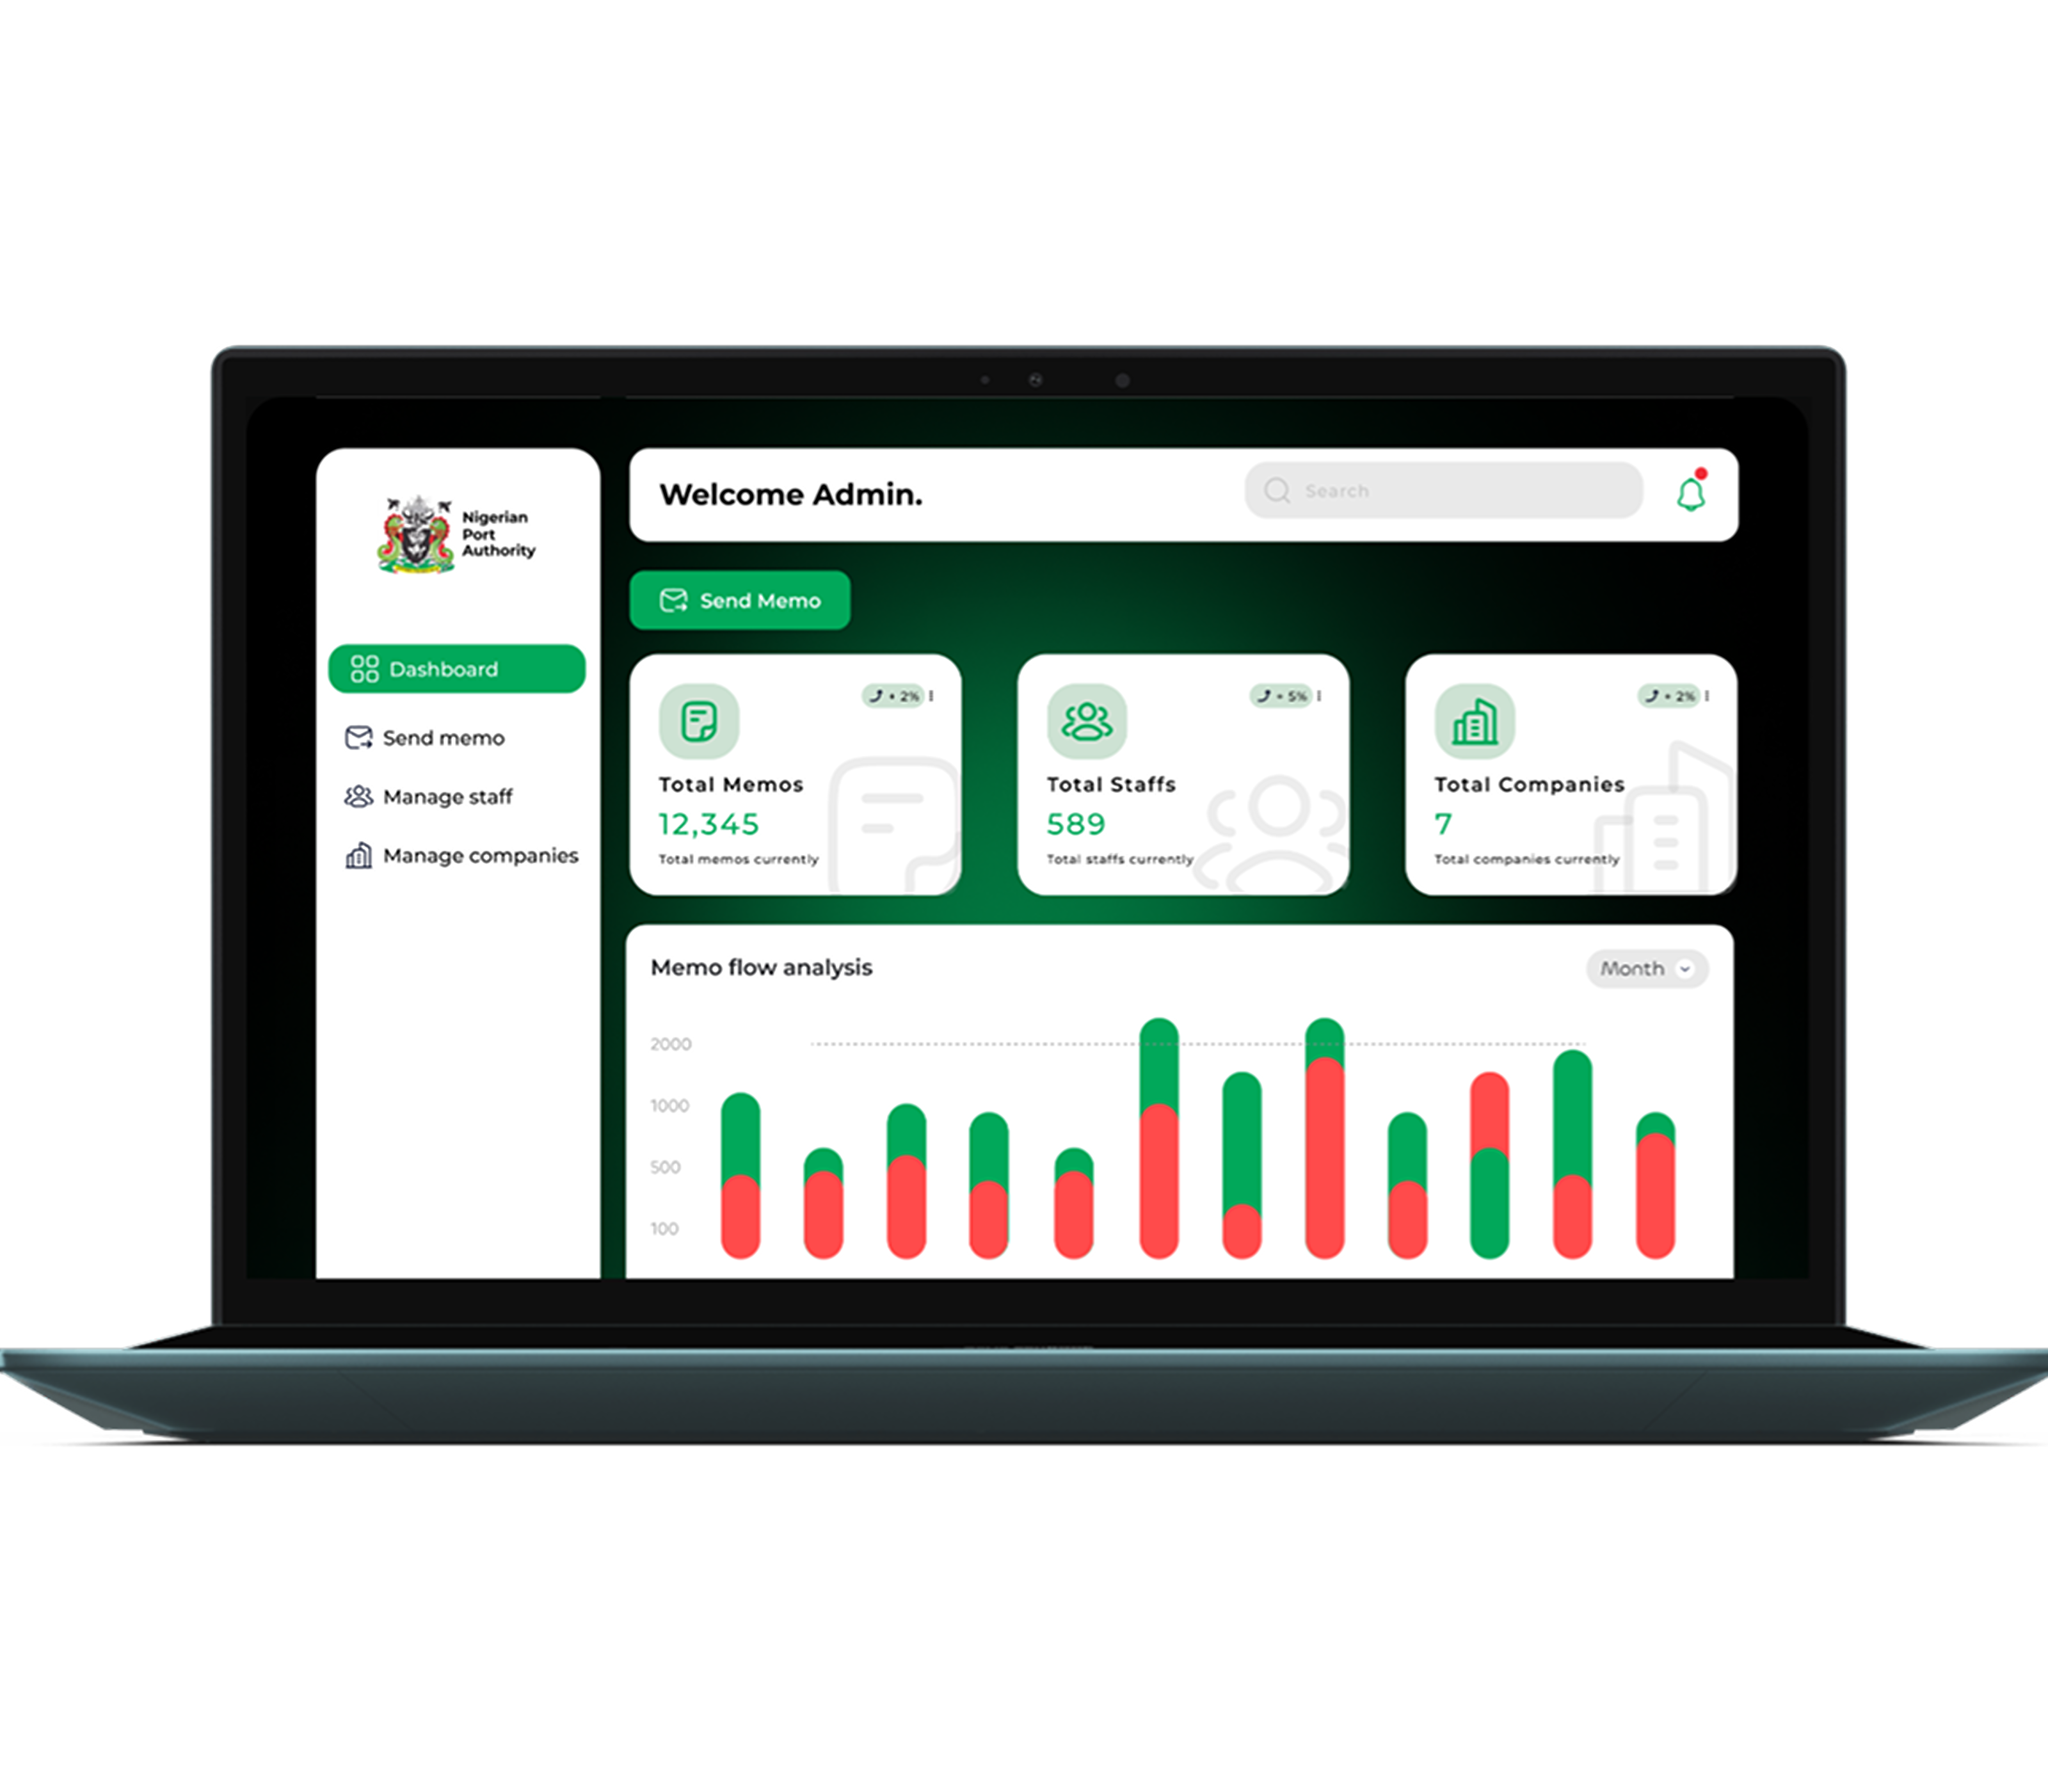 Nigerian
Port
Authority
Dashboard
Send memo
Manage staff
Manage companies
Welcome Admin.
Search
Send Memo
+ 2%
Total Memos
12,345
Total memos currently
+ 5%
Total Staffs
589
Total staffs currently
+ 2%
Total Companies
7
Total companies currently
Memo flow analysis
Month
2000
1000
500
100